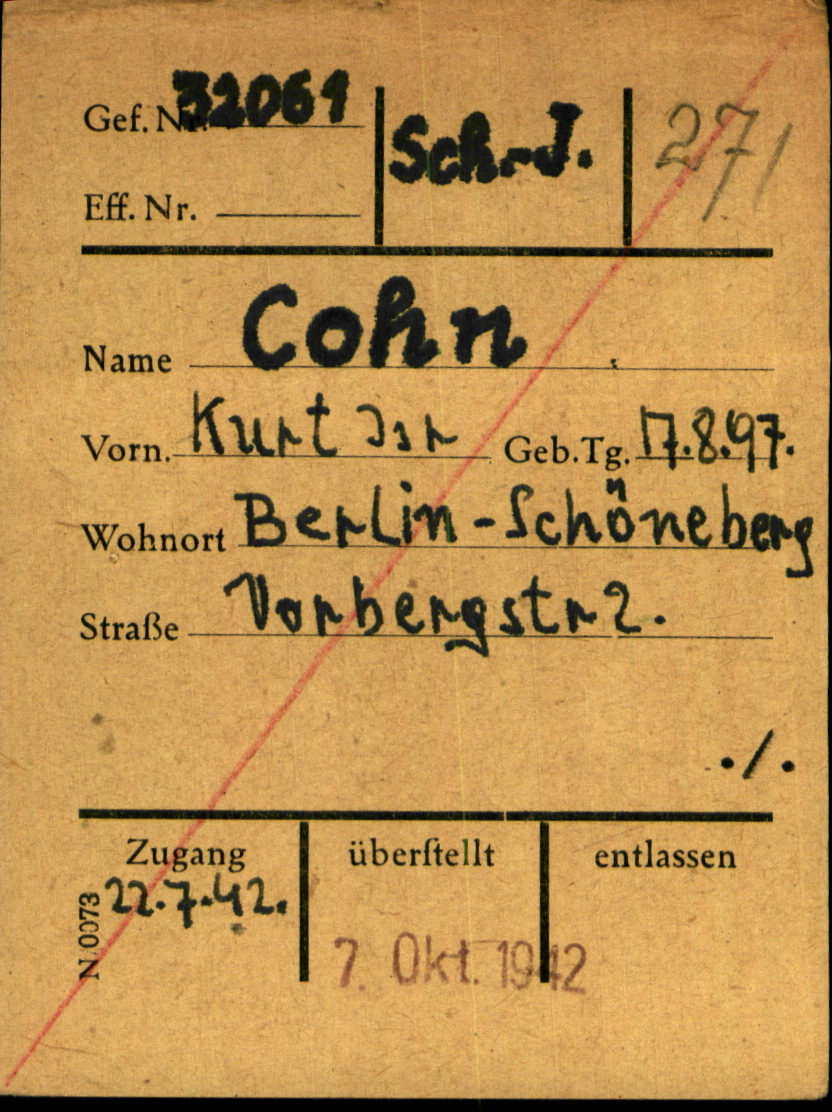 Gef. Nr. 32061 Sch.-J. 271
Eff. Nr.
Name Cohn
Vorn. Kurt Isr Geb.Tg. 17.8.97.
Wohnort Berlin-Schöneberg
Straße Vorbergstr 2.
./.
Zugang überſtellt entlassen
22.7.42.
7. Okt. 1942
N.0073